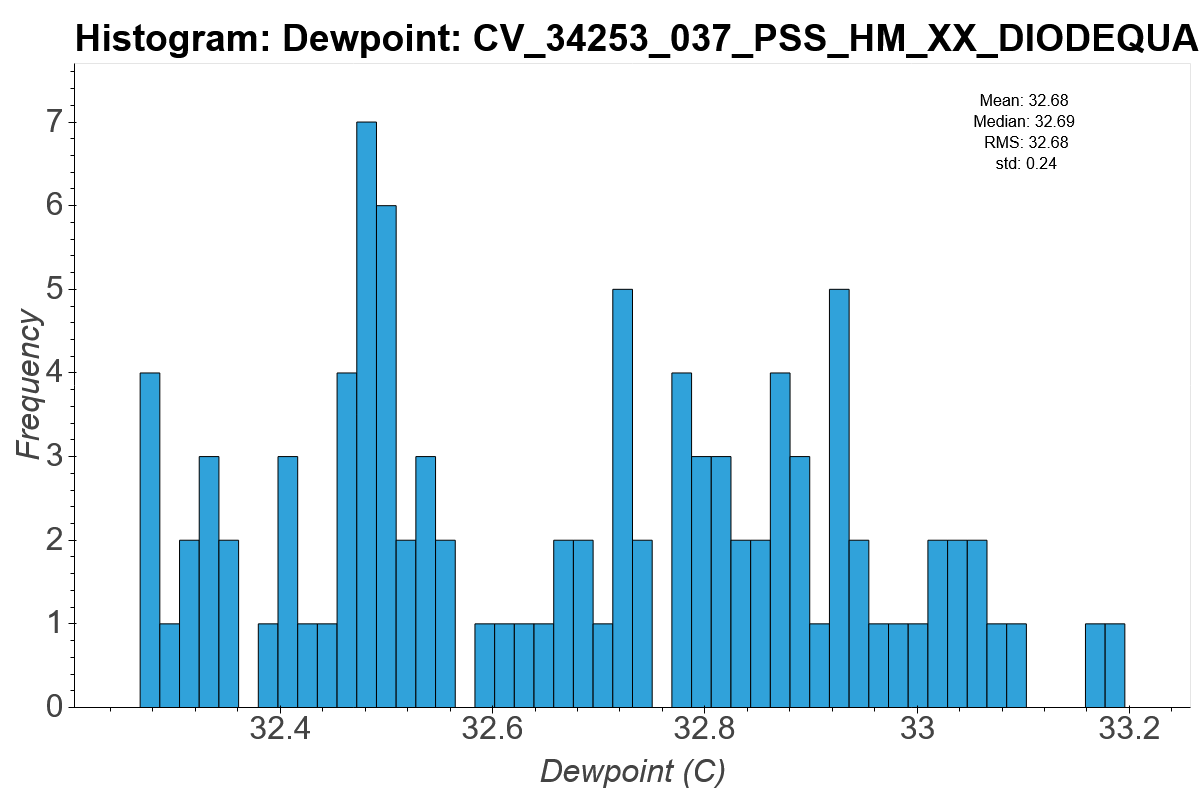 Histogram: Dewpoint: CV_34253_037_PSS_HM_XX_DIODEQUA
Mean: 32.68
Median: 32.69
RMS: 32.68
std: 0.24
Frequency
7
6
5
4
3
2
1
0
32.4 32.6 32.8 33 33.2
Dewpoint (C)